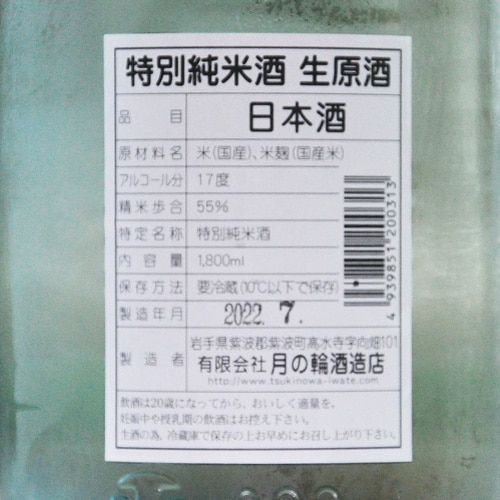 特別純米酒 生原酒
品目 日本酒
原材料名 米(国産)、米麹(国産米)
アルコール分 17度
精米歩合 55%
特定名称 特別純米酒
内容量 1,800ml
保存方法 要冷蔵(10℃以下で保存)
製造年月 2022.7.
製造者 岩手県紫波郡紫波町高水寺字向畑101
有限会社 月の輪酒造店
http://www.tsukinowa-iwate.com
飲酒は20歳になってから、おいしく適量を。
妊娠中や授乳期の飲酒はお控え下さい。
生酒の為、冷蔵庫で保存の上お早めにお召し上がり下さい。
4 939851 200313